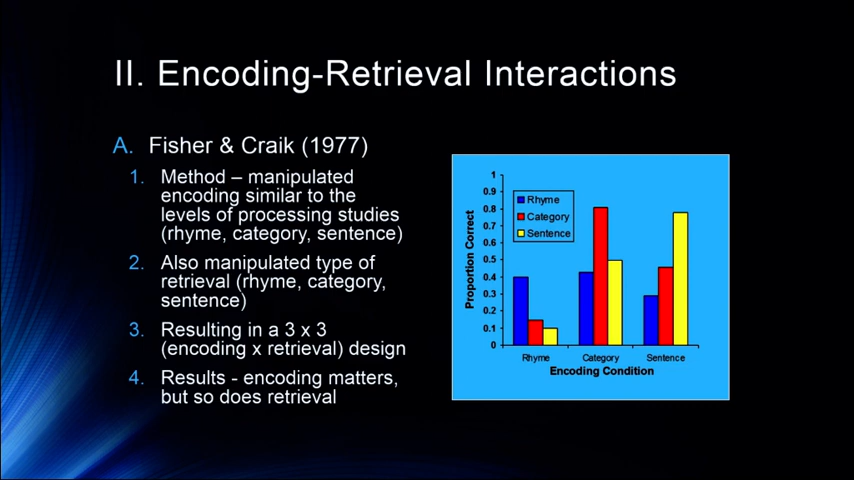 II. Encoding-Retrieval Interactions
A. Fisher & Craik (1977)
1. Method – manipulated
encoding similar to the
levels of processing studies
(rhyme, category, sentence)
2. Also manipulated type of
retrieval (rhyme, category,
sentence)
3. Resulting in a 3 x 3
(encoding x retrieval) design
4. Results - encoding matters,
but so does retrieval
Proportion Correct
1
0.9
0.8
0.7
0.6
0.5
0.4
0.3
0.2
0.1
0
Rhyme
Category
Sentence
Rhyme Category Sentence
Encoding Condition